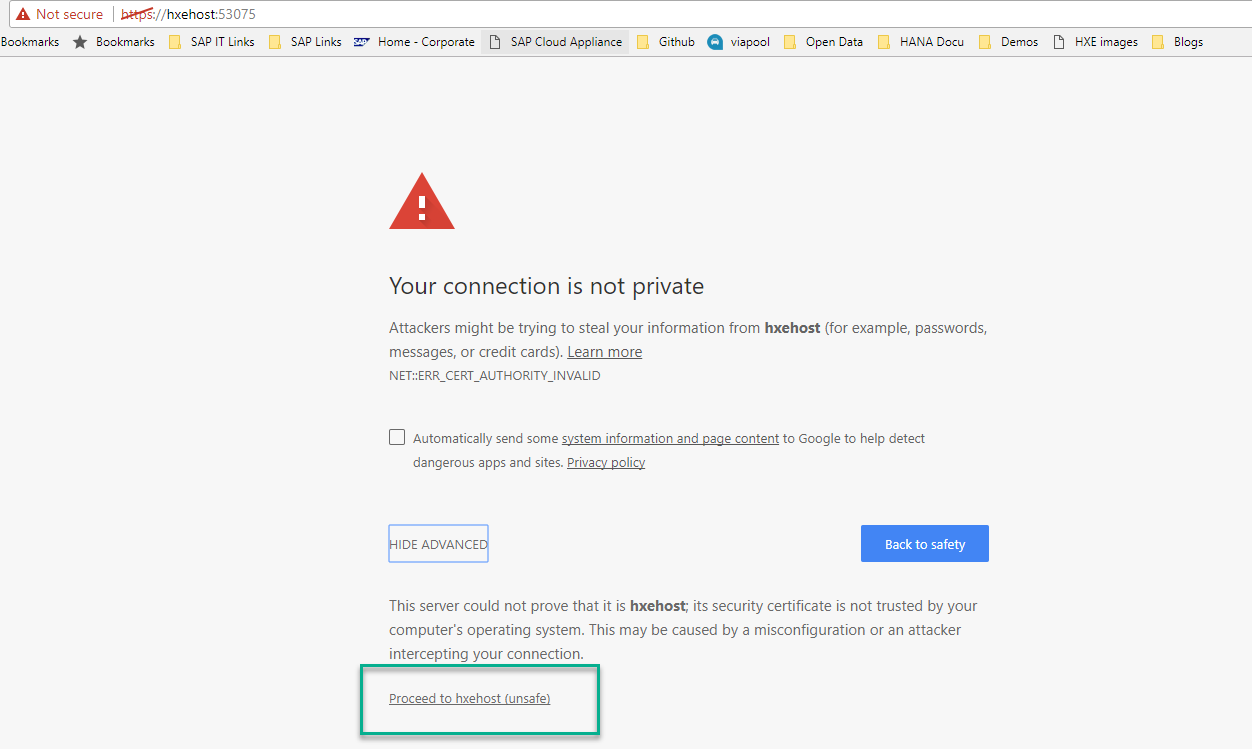 Not secure https://hxehost:53075
Bookmarks Bookmarks SAP IT Links SAP Links Home - Corporate SAP Cloud Appliance Github viapool Open Data HANA Docu Demos HXE images Blogs
Your connection is not private
Attackers might be trying to steal your information from hxehost (for example, passwords,
messages, or credit cards). Learn more
NET::ERR_CERT_AUTHORITY_INVALID
Automatically send some system information and page content to Google to help detect
dangerous apps and sites. Privacy policy
HIDE ADVANCED Back to safety
This server could not prove that it is hxehost; its security certificate is not trusted by your
computer's operating system. This may be caused by a misconfiguration or an attacker
intercepting your connection.
Proceed to hxehost (unsafe)